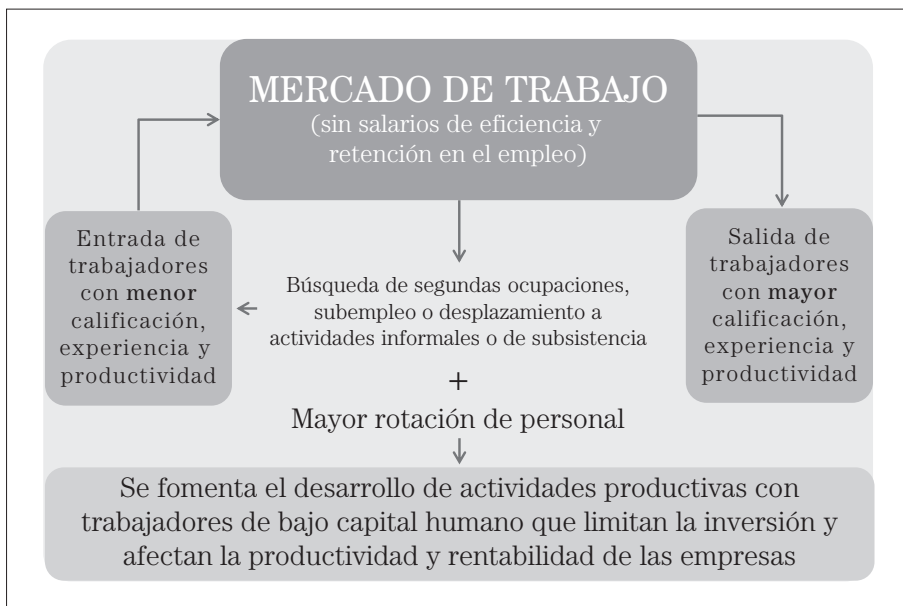 MERCADO DE TRABAJO
(sin salarios de eficiencia y
retención en el empleo)
Entrada de
trabajadores
con menor
calificación,
experiencia y
productividad
Búsqueda de segundas ocupaciones,
subempleo o desplazamiento a
actividades informales o de subsistencia
+
Mayor rotación de personal
Salida de
trabajadores
con mayor
calificación,
experiencia y
productividad
Se fomenta el desarrollo de actividades productivas con
trabajadores de bajo capital humano que limitan la inversión y
afectan la productividad y rentabilidad de las empresas